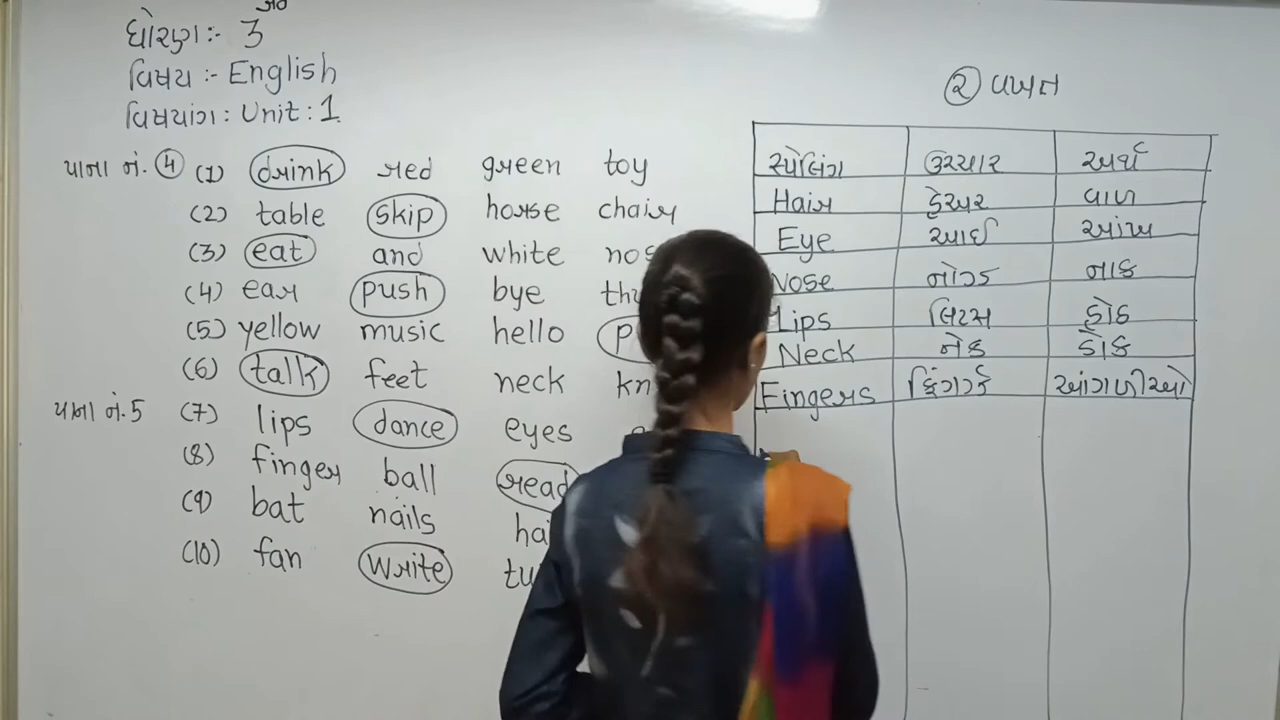 ધોરણ :- 3
વિષય :- English
વિષયાંગ : Unit : 1
પાના નં. ④ (1) drink red green toy
(2) table skip horse chair
(3) eat and white
(4) ear push bye
(5) yellow music hello
(6) talk feet neck
પાના નં. 5 (7) lips dance eyes
(8) finger ball read
(9) bat nails
(10) fan write
② વખત
સ્પેલિંગ ઉચ્ચાર અર્થ
Hair હેયર વાળ
Eye આઈ આંખ
Nose નોઝ નાક
Lips લિપ્સ હોઠ
Neck નેક ડોક
Fingers ફિંગર્સ આંગળીઓ